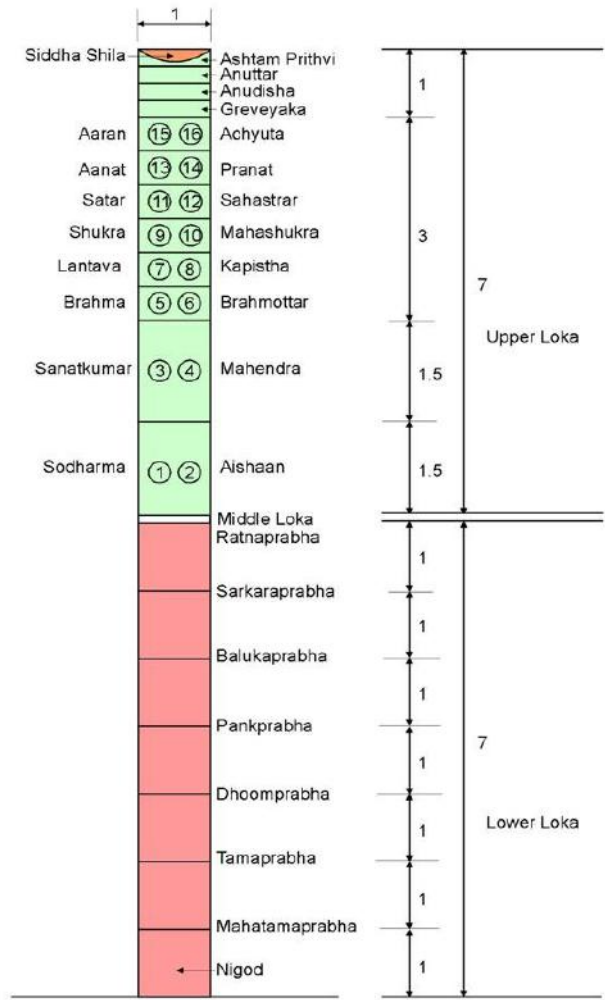 1
Siddha Shila
Ashtam Prithvi
Anuttar
Anudisha
Greveyaka
1
Aaran 15 16 Achyuta
Aanat 13 14 Pranat
Satar 11 12 Sahastrar
Shukra 9 10 Mahashukra
3
Lantava 7 8 Kapistha
7
Brahma 5 6 Brahmottar
Upper Loka
Sanatkumar 3 4 Mahendra
1.5
Sodharma 1 2 Aishaan
1.5
Middle Loka
Ratnaprabha
1
Sarkaraprabha
1
Balukaprabha
1
Pankprabha
7
1
Dhoomprabha
Lower Loka
1
Tamaprabha
1
Mahatamaprabha
Nigod
1